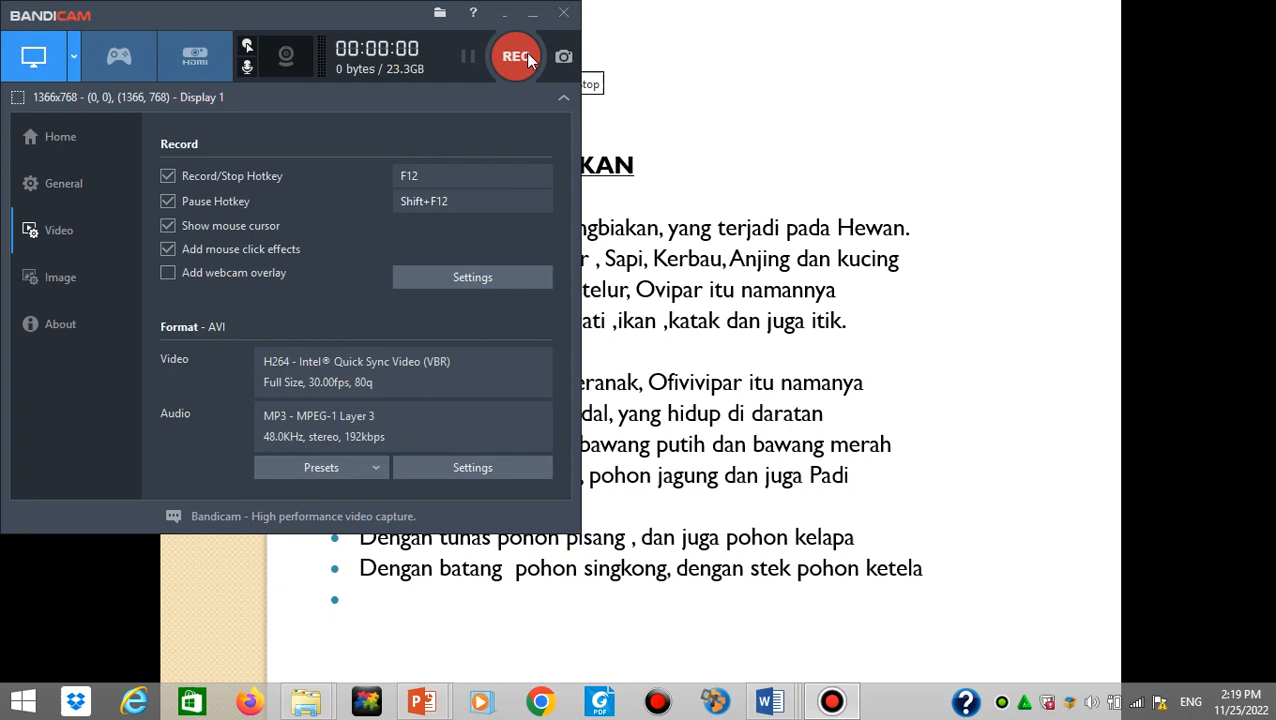 BANDICAM
?
HDMI
00:00:00
0 bytes / 23.3GB
REC
1366x768 - (0, 0), (1366, 768) - Display 1
Home
General
Video
Image
About
Record
Record/Stop Hotkey
F12
Pause Hotkey
Shift+F12
Show mouse cursor
Add mouse click effects
Add webcam overlay
Settings
Format - AVI
Video
H264 - Intel® Quick Sync Video (VBR)
Full Size, 30.00fps, 80q
Audio
MP3 - MPEG-1 Layer 3
48.0KHz, stereo, 192kbps
Presets
Settings
Bandicam - High performance video capture.
top
KAN
ngbiakan, yang terjadi pada Hewan.
r , Sapi, Kerbau, Anjing dan kucing
telur, Ovipar itu namannya
ati ,ikan ,katak dan juga itik.
eranak, Ofivivipar itu namanya
dal, yang hidup di daratan
bawang putih dan bawang merah
, pohon jagung dan juga Padi
Dengan tunas pohon pisang , dan juga pohon kelapa
Dengan batang pohon singkong, dengan stek pohon ketela
PDF
?
ENG
2:19 PM
11/25/2022